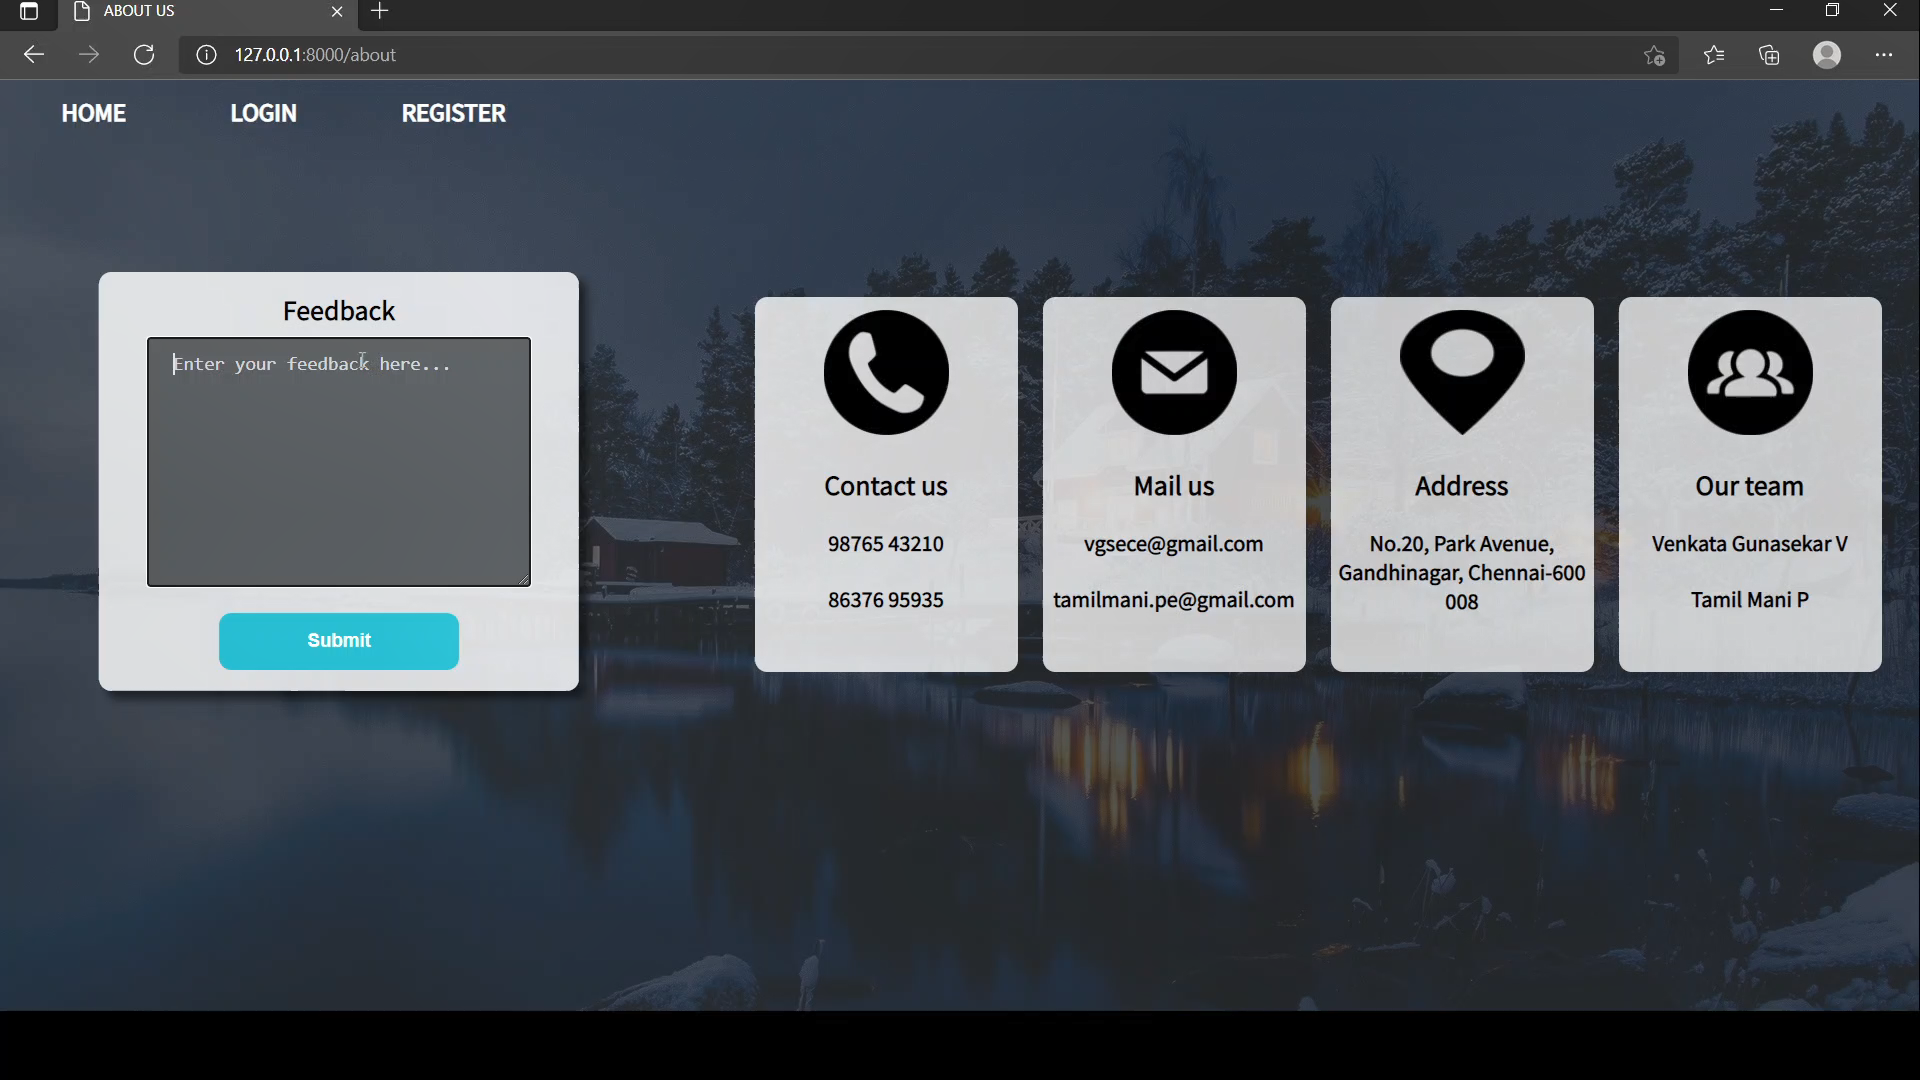 ABOUT US
127.0.0.1:8000/about
HOME
LOGIN
REGISTER
Feedback
Enter your feedback here...
Submit
Contact us
98765 43210
86376 95935
Mail us
vgsece@gmail.com
tamilmani.pe@gmail.com
Address
No.20, Park Avenue,
Gandhinagar, Chennai-600
008
Our team
Venkata Gunasekar V
Tamil Mani P